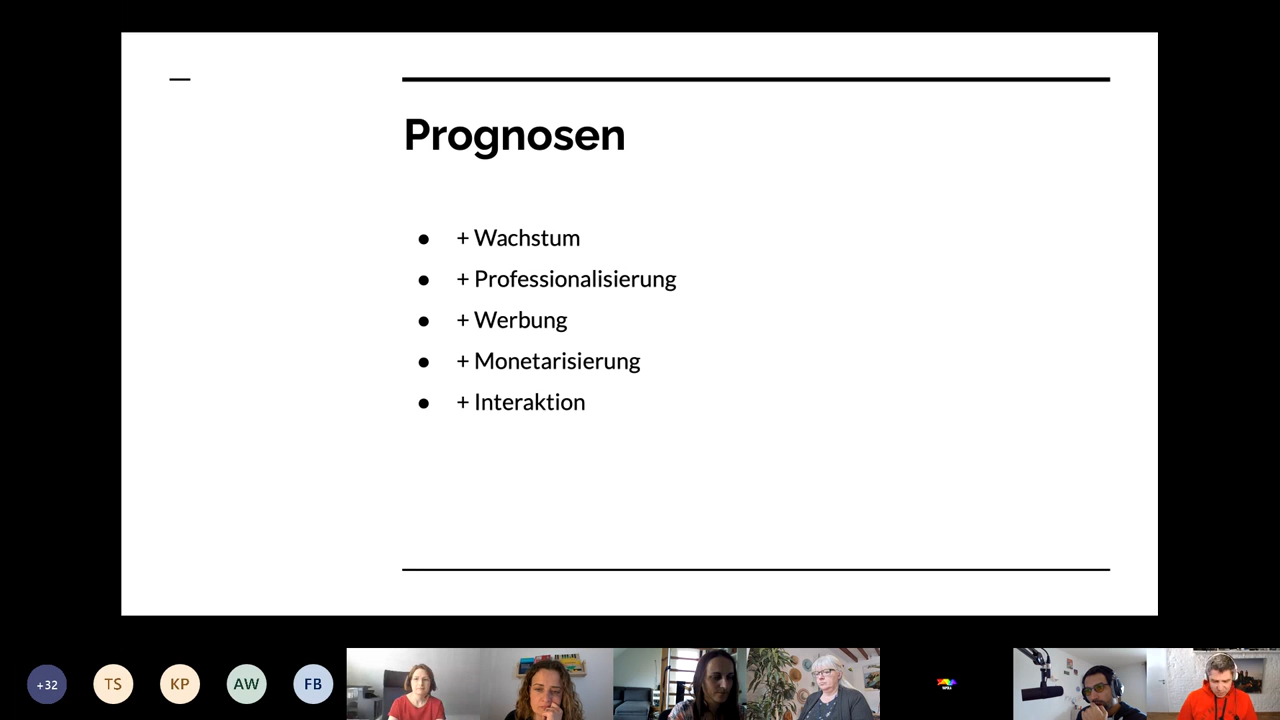 Prognosen
+ Wachstum
+ Professionalisierung
+ Werbung
+ Monetarisierung
+ Interaktion
+32
TS
KP
AW
FB